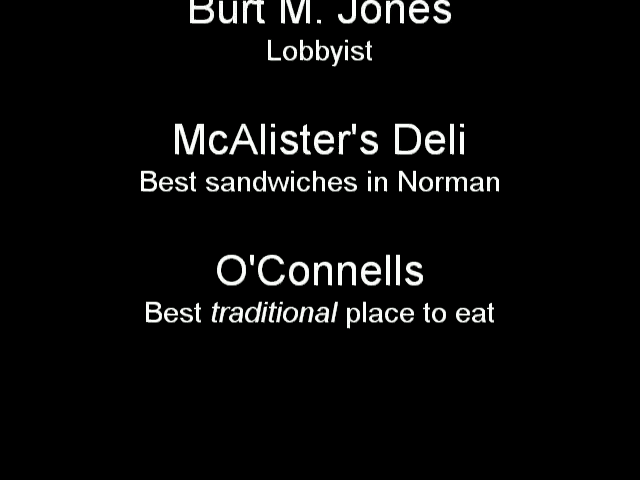 Burt M. Jones
Lobbyist
McAlister's Deli
Best sandwiches in Norman
O'Connells
Best traditional place to eat